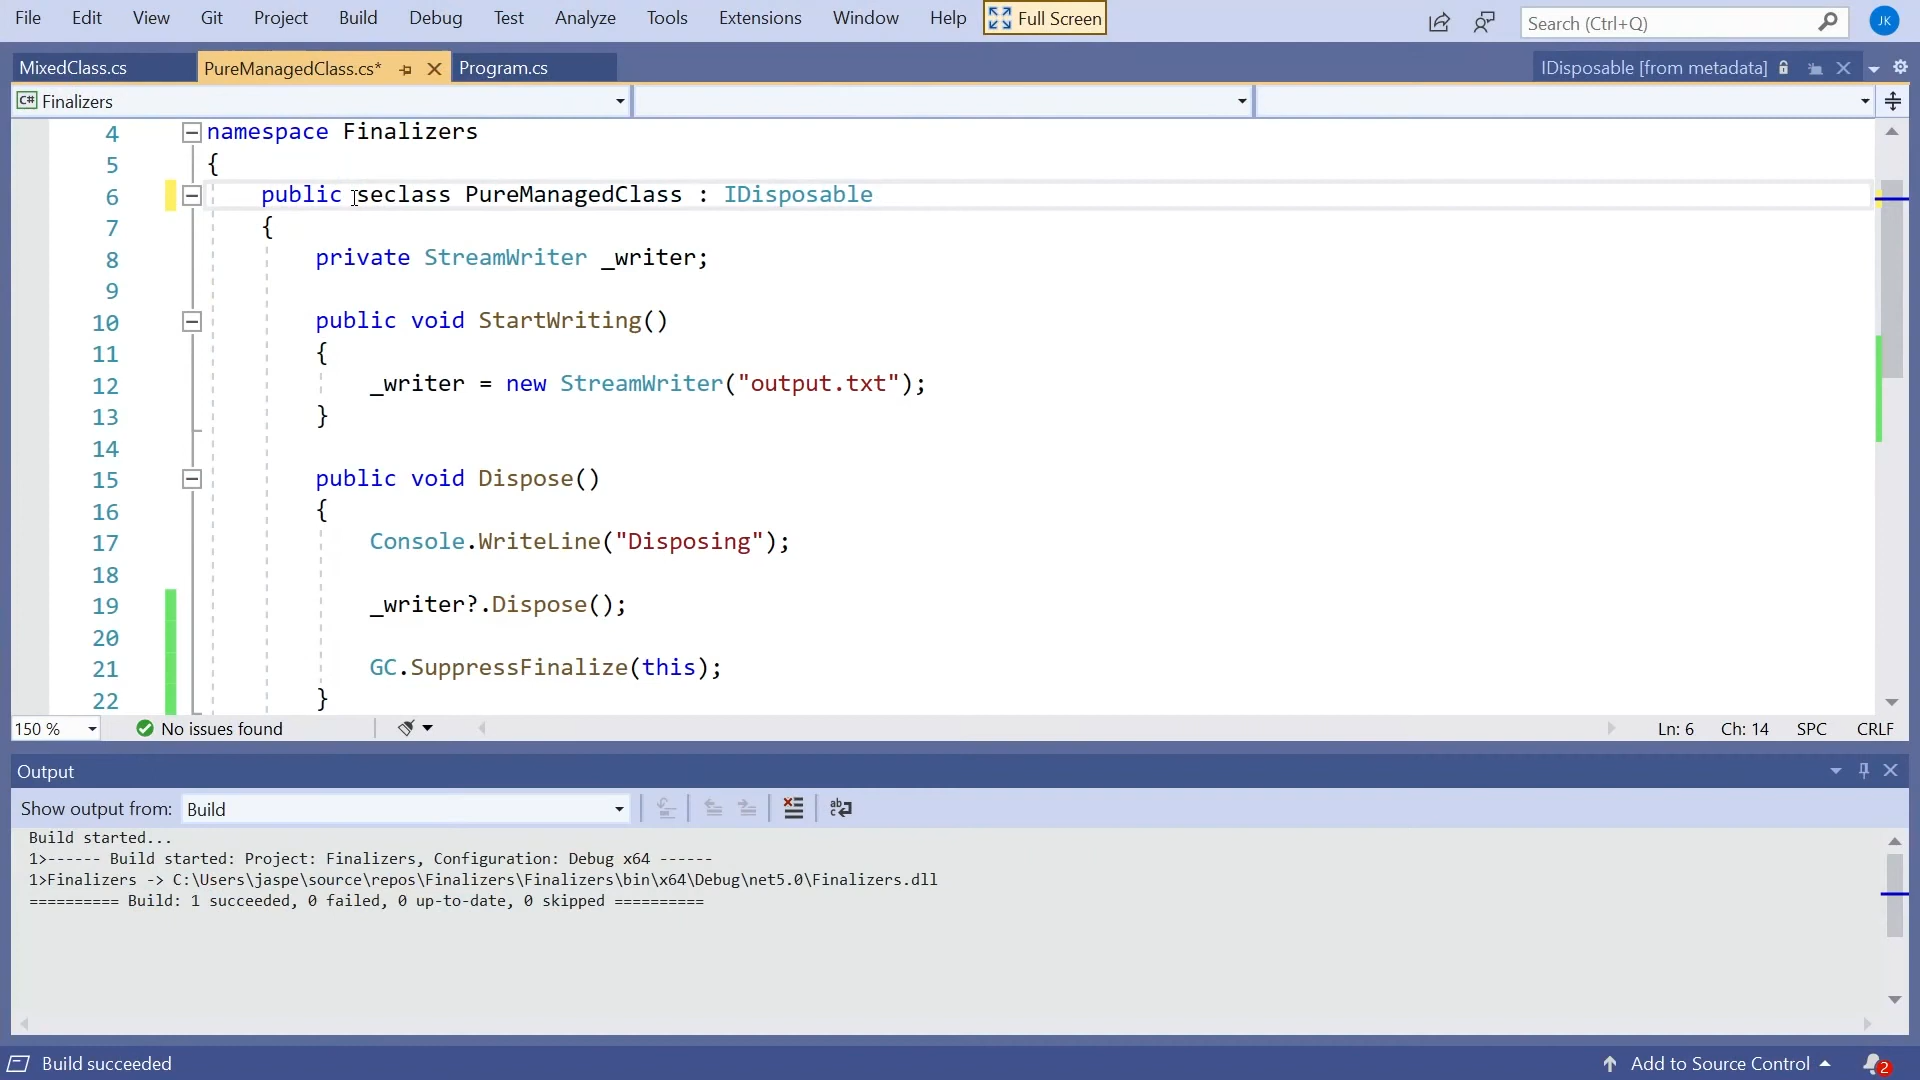 File Edit View Git Project Build Debug Test Analyze Tools Extensions Window Help Full Screen Search (Ctrl+Q) JK
MixedClass.cs PureManagedClass.cs* Program.cs IDisposable [from metadata]
C# Finalizers
4 namespace Finalizers
5 {
6 public seclass PureManagedClass : IDisposable
7 {
8 private StreamWriter _writer;
9
10 public void StartWriting()
11 {
12 _writer = new StreamWriter("output.txt");
13 }
14
15 public void Dispose()
16 {
17 Console.WriteLine("Disposing");
18
19 _writer?.Dispose();
20
21 GC.SuppressFinalize(this);
22 }
150 % No issues found Ln: 6 Ch: 14 SPC CRLF
Output
Show output from: Build
Build started...
1>------ Build started: Project: Finalizers, Configuration: Debug x64 ------
1>Finalizers -> C:\Users\jaspe\source\repos\Finalizers\Finalizers\bin\x64\Debug\net5.0\Finalizers.dll
========== Build: 1 succeeded, 0 failed, 0 up-to-date, 0 skipped ==========
Build succeeded Add to Source Control 2